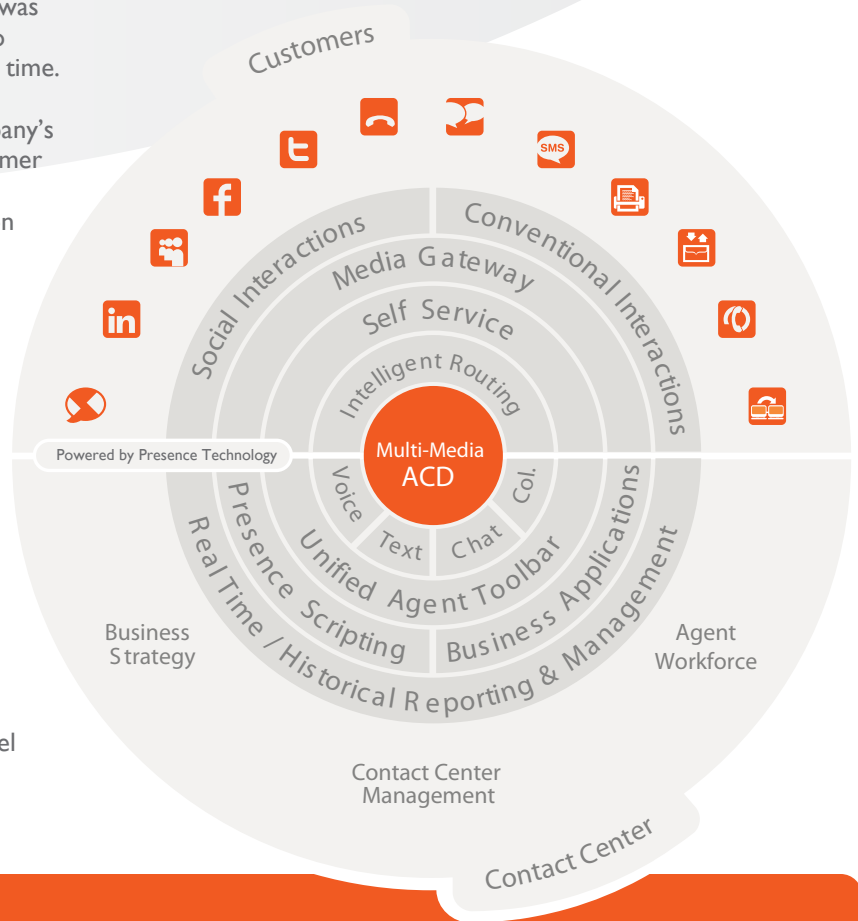 was
o
time.
pany's
mer
n
el
Customers
SMS
Social Interactions
Conventional Interactions
Media Gateway
Self Service
Intelligent Routing
in
Powered by Presence Technology
Multi-Media
ACD
Voice
Text
Chat
Col.
Unified Agent Toolbar
Presence Scripting
Business Applications
Real Time / Historical Reporting & Management
Business
Strategy
Agent
Workforce
Contact Center
Management
Contact Center